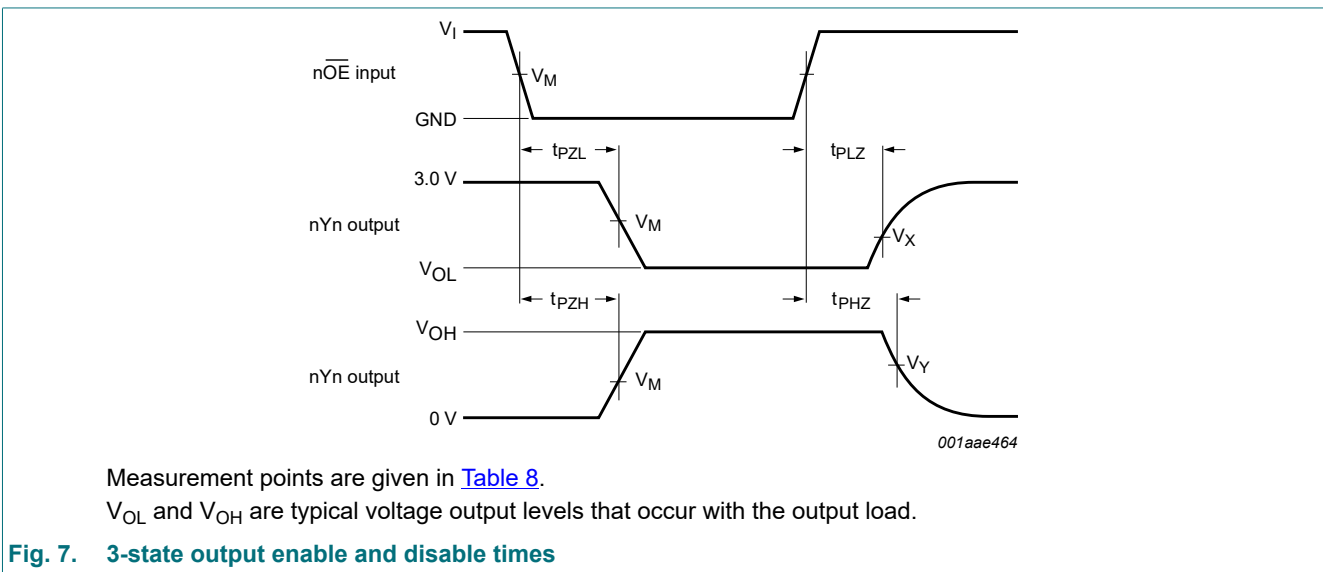 V_I
nO̅E̅ input
V_M
GND
t_PZL
t_PLZ
3.0 V
nYn output
V_M
V_X
V_OL
t_PZH
t_PHZ
V_OH
V_Y
nYn output
V_M
0 V
001aae464
Measurement points are given in Table 8.
V_OL and V_OH are typical voltage output levels that occur with the output load.
Fig. 7. 3-state output enable and disable times